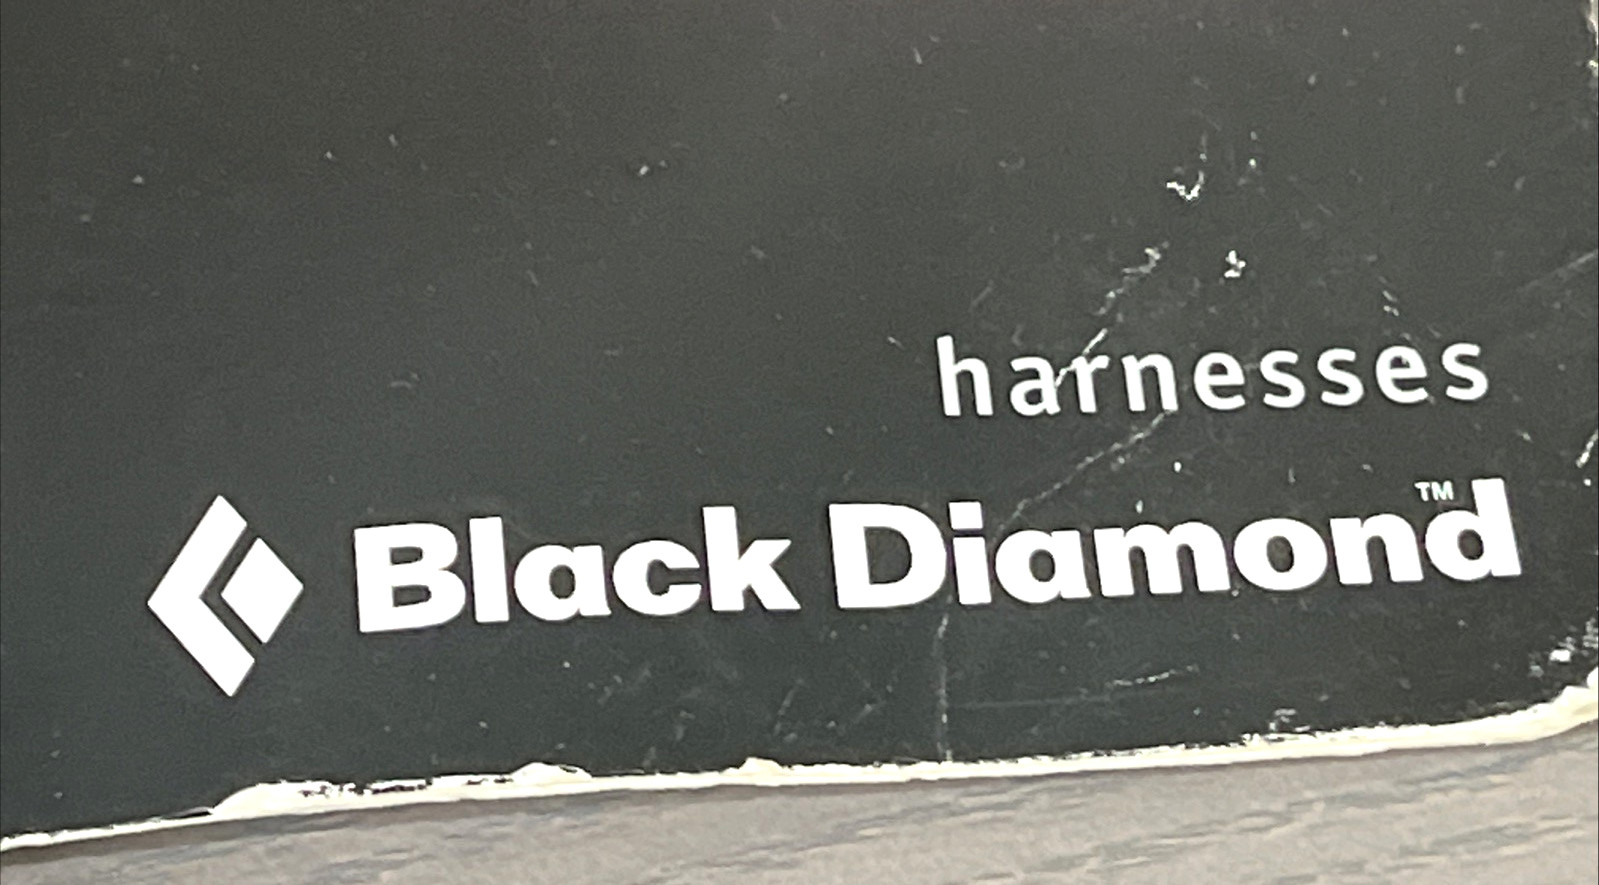 harnesses
Black Diamond™